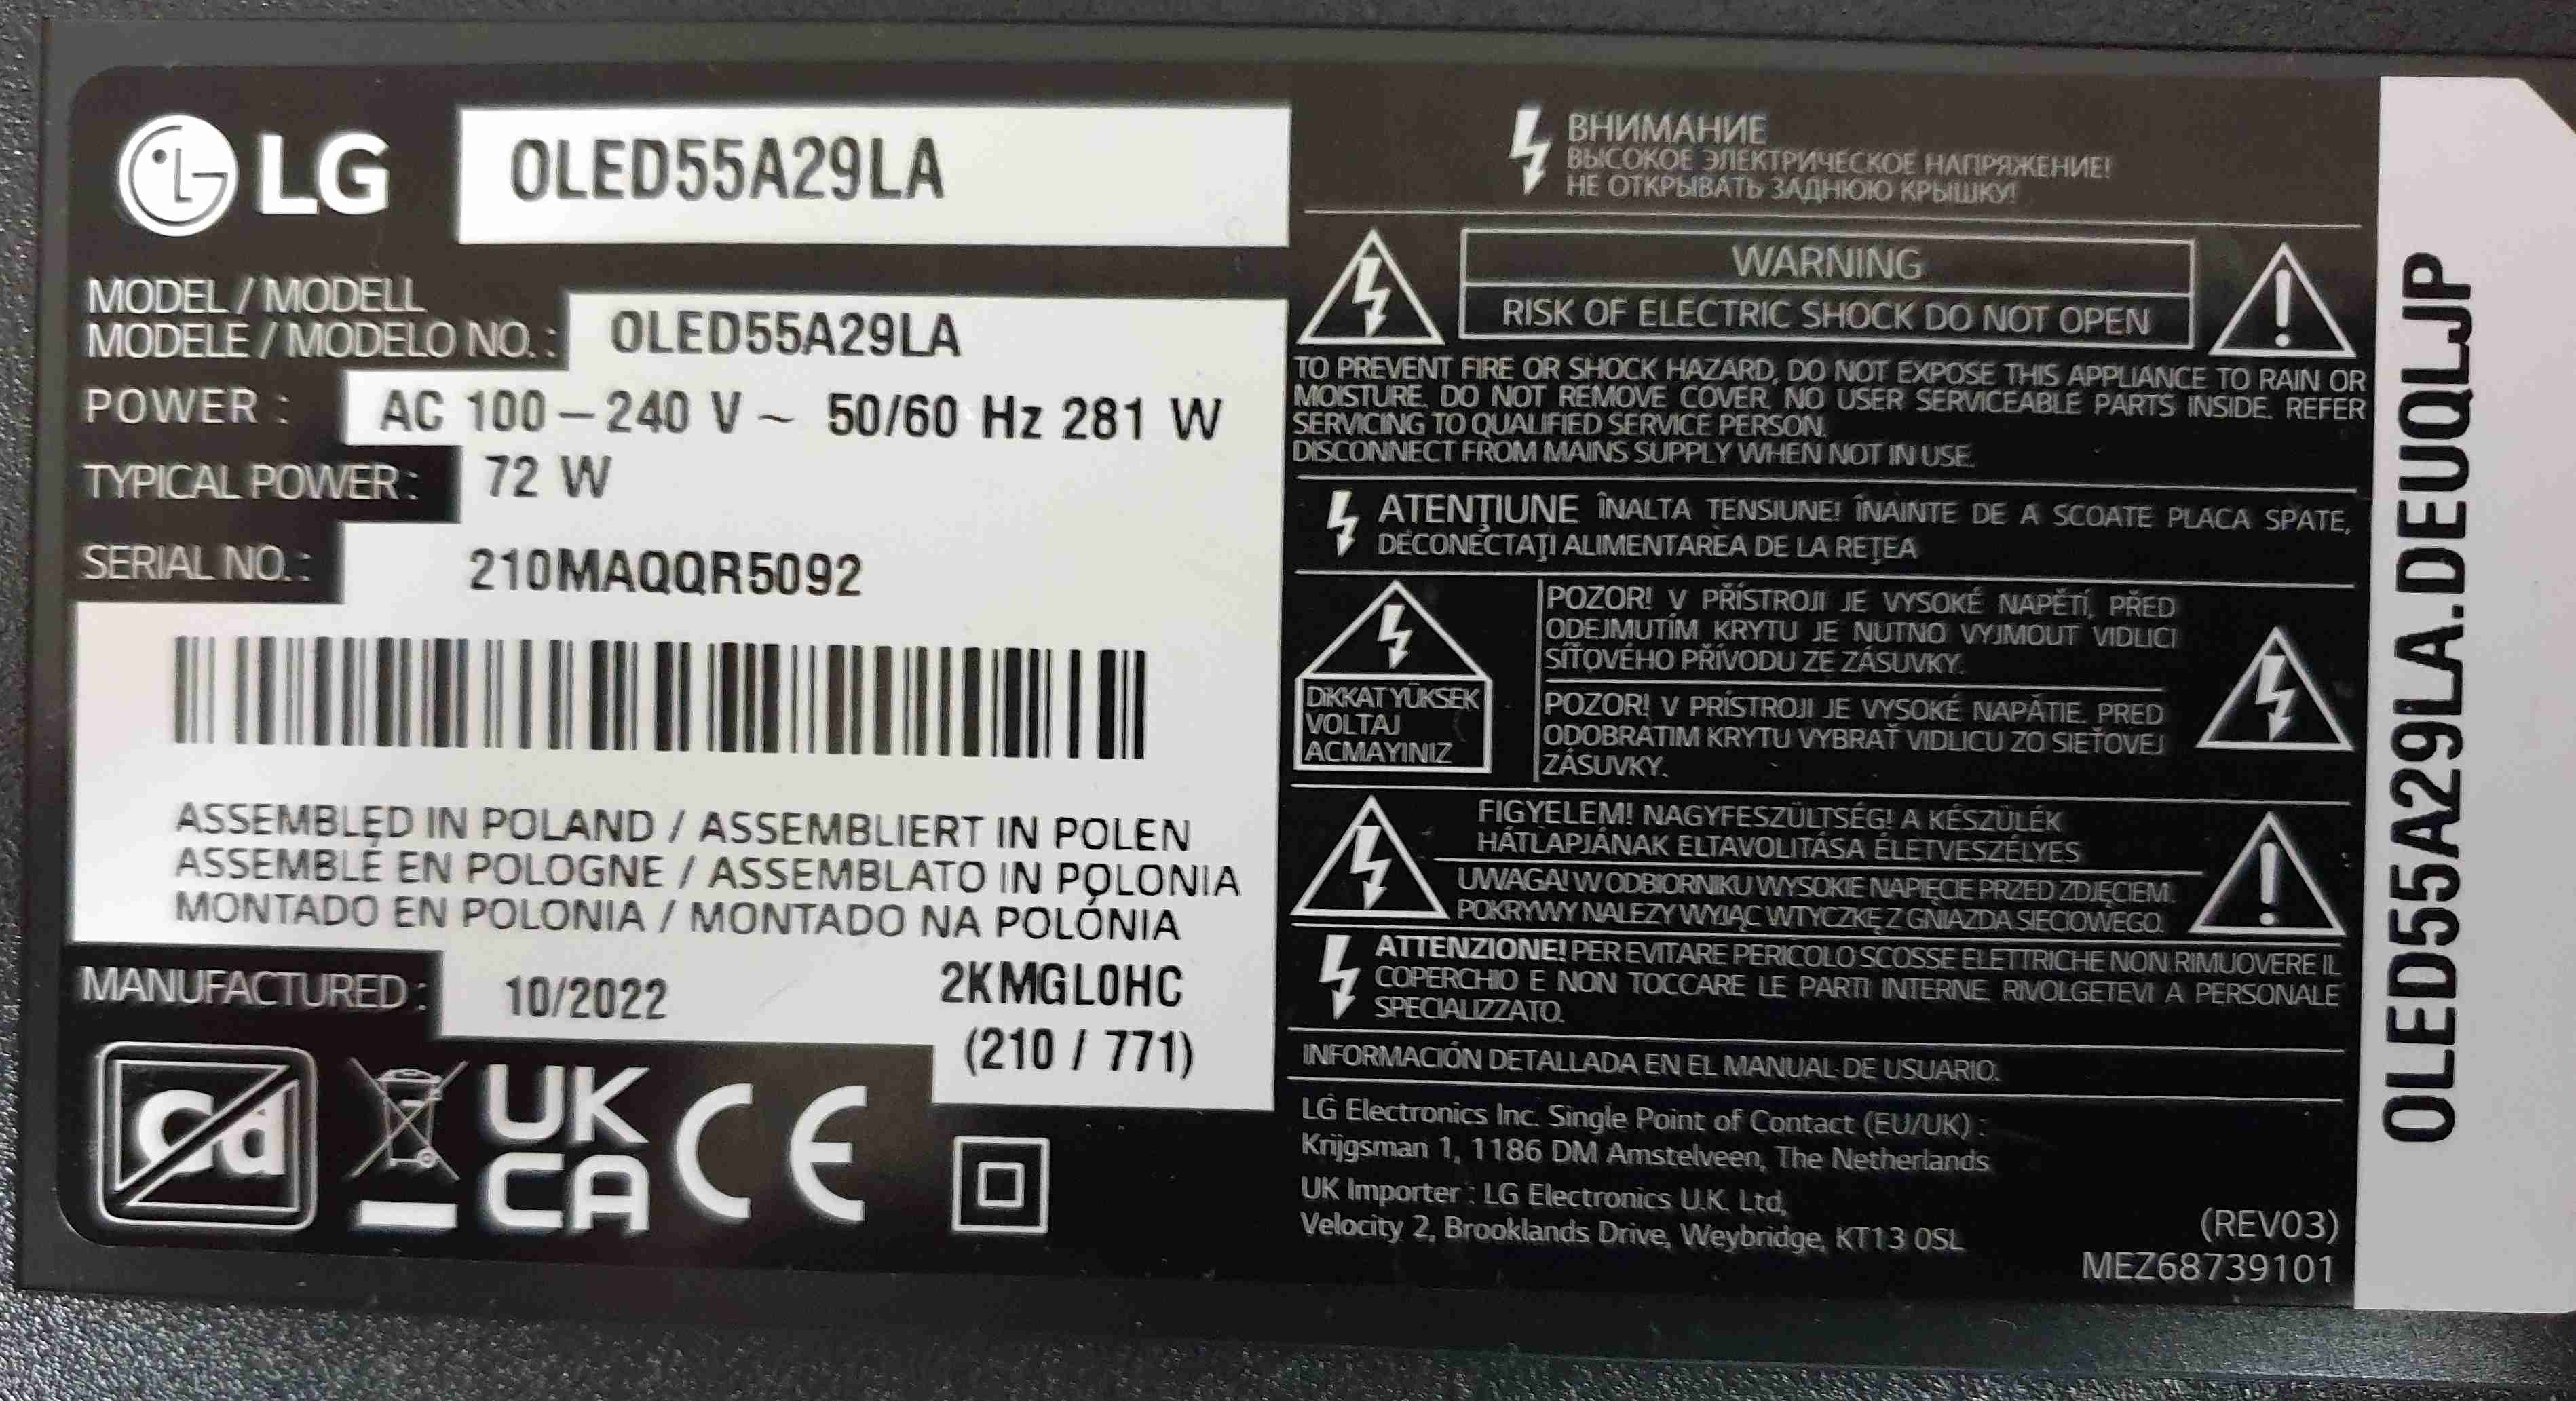 LG OLED55A29LA
MODEL / MODELL
MODELE / MODELO NO. : OLED55A29LA
POWER : AC 100 – 240 V ~ 50/60 Hz 281 W
TYPICAL POWER : 72 W
SERIAL NO. : 210MAQQR5092
ASSEMBLED IN POLAND / ASSEMBLIERT IN POLEN
ASSEMBLÉ EN POLOGNE / ASSEMBLATO IN POLONIA
MONTADO EN POLONIA / MONTADO NA POLÓNIA
MANUFACTURED : 10/2022 2KMGL0HC
(210 / 771)
Cd
UK
CA CE
ВНИМАНИЕ
ВЫСОКОЕ ЭЛЕКТРИЧЕСКОЕ НАПРЯЖЕНИЕ!
НЕ ОТКРЫВАТЬ ЗАДНЮЮ КРЫШКУ!
WARNING
RISK OF ELECTRIC SHOCK DO NOT OPEN
TO PREVENT FIRE OR SHOCK HAZARD, DO NOT EXPOSE THIS APPLIANCE TO RAIN OR
MOISTURE. DO NOT REMOVE COVER. NO USER SERVICEABLE PARTS INSIDE. REFER
SERVICING TO QUALIFIED SERVICE PERSON.
DISCONNECT FROM MAINS SUPPLY WHEN NOT IN USE.
ATENȚIUNE ÎNALTA TENSIUNE! ÎNAINTE DE A SCOATE PLACA SPATE,
DECONECTAȚI ALIMENTAREA DE LA REȚEA
DIKKAT YÜKSEK
VOLTAJ
ACMAYINIZ
POZOR! V PŘÍSTROJI JE VYSOKÉ NAPĚTÍ, PŘED
ODEJMUTÍM KRYTU JE NUTNO VYJMOUT VIDLICI
SÍŤOVÉHO PŘÍVODU ZE ZÁSUVKY.
POZOR! V PRÍSTROJI JE VYSOKÉ NAPÄTIE. PRED
ODOBRATIM KRYTU VYBRAŤ VIDLICU ZO SIEŤOVEJ
ZÁSUVKY.
FIGYELEM! NAGYFESZÜLTSÉG! A KÉSZÜLÉK
HÁTLAPJÁNAK ELTAVOLITÁSA ÉLETVESZÉLYES
UWAGA! W ODBIORNIKU WYSOKIE NAPIĘCIE PRZED ZDJĘCIEM.
POKRYWY NALEZY WYJĄC WTYCZKĘ Z GNIAZDA SIECIOWEGO.
ATTENZIONE! PER EVITARE PERICOLO SCOSSE ELETTRICHE NON RIMUOVERE IL
COPERCHIO E NON TOCCARE LE PARTI INTERNE. RIVOLGETEVI A PERSONALE
SPECIALIZZATO.
INFORMACIÓN DETALLADA EN EL MANUAL DE USUARIO.
LG Electronics Inc. Single Point of Contact (EU/UK) :
Krijgsman 1, 1186 DM Amstelveen, The Netherlands
UK Importer : LG Electronics U.K. Ltd,
Velocity 2, Brooklands Drive, Weybridge, KT13 0SL
(REV03)
MEZ68739101
OLED55A29LA.DEUQLJP